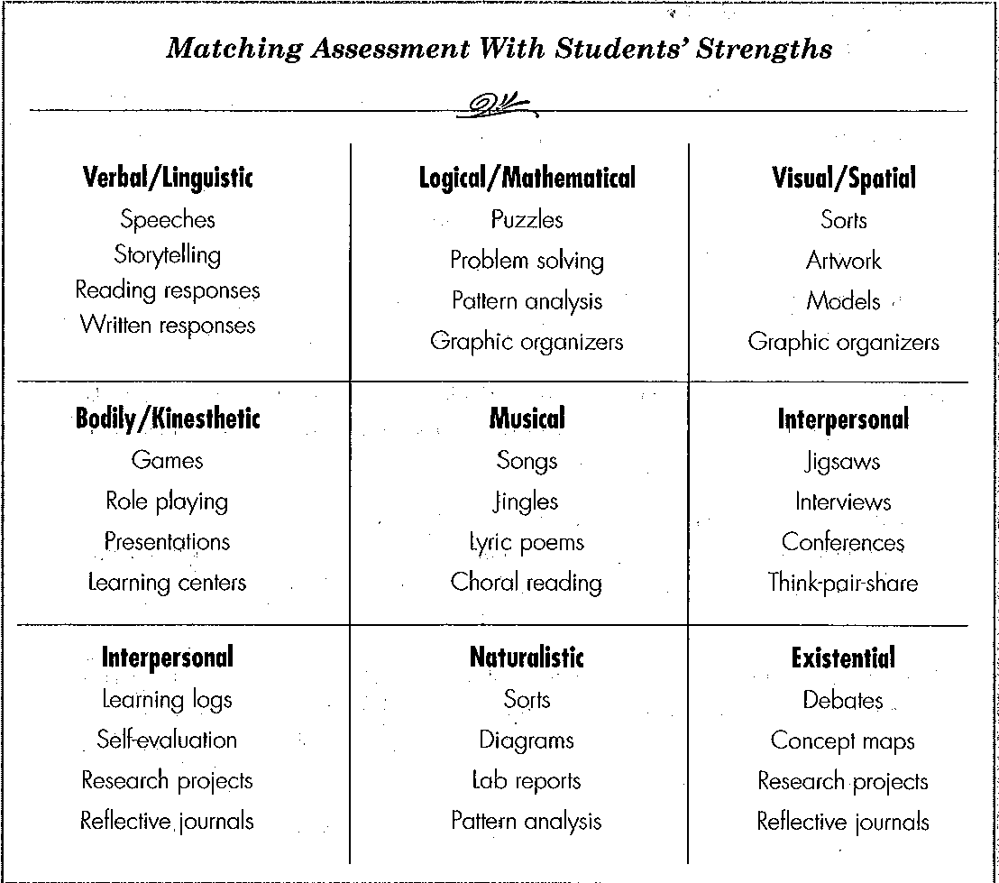 Matching Assessment With Students' Strengths
Verbal/Linguistic
Speeches
Storytelling
Reading responses
Written responses
Logical/Mathematical
Puzzles
Problem solving
Pattern analysis
Graphic organizers
Visual/Spatial
Sorts
Artwork
Models
Graphic organizers
Bodily/Kinesthetic
Games
Role playing
Presentations
Learning centers
Musical
Songs
Jingles
Lyric poems
Choral reading
Interpersonal
Jigsaws
Interviews
Conferences
Think-pair-share
Interpersonal
Learning logs
Self-evaluation
Research projects
Reflective journals
Naturalistic
Sorts
Diagrams
Lab reports
Pattern analysis
Existential
Debates
Concept maps
Research projects
Reflective journals